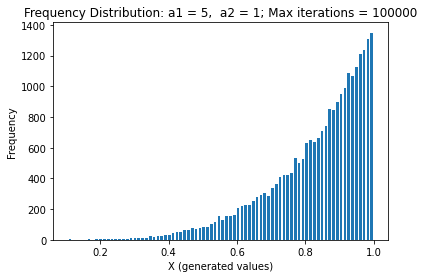 Frequency Distribution: a1 = 5,  a2 = 1; Max iterations = 100000
1400
1200
1000
800
600
400
200
0
Frequency
0.2 0.4 0.6 0.8 1.0
X (generated values)